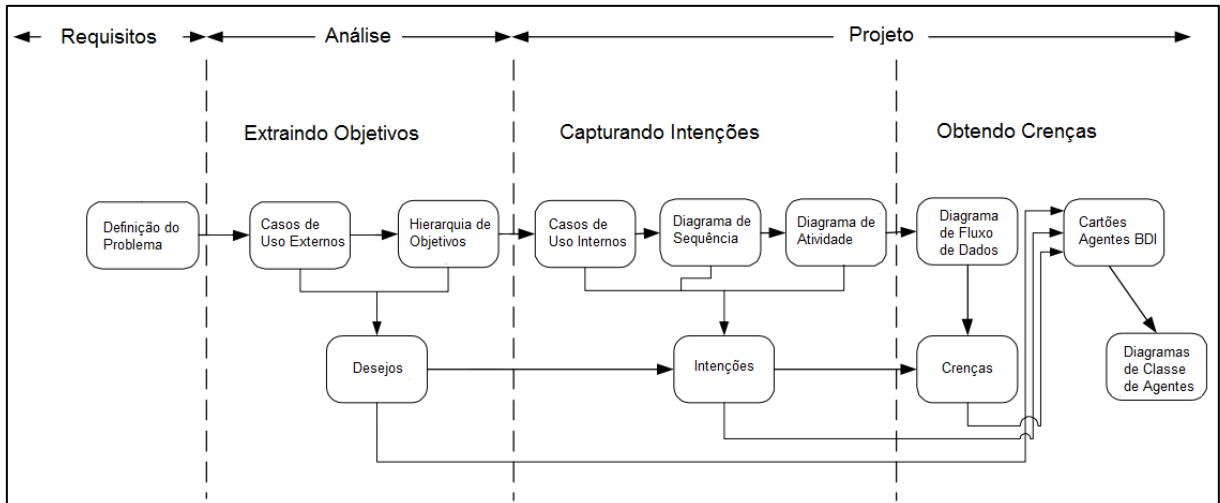 Requisitos
Análise
Projeto
Extraindo Objetivos
Capturando Intenções
Obtendo Crenças
Definição do
Problema
Casos de
Uso Externos
Hierarquia de
Objetivos
Casos de
Uso Internos
Diagrama de
Sequência
Diagrama de
Atividade
Diagrama
de Fluxo
de Dados
Cartões
Agentes BDI
Desejos
Intenções
Crenças
Diagramas
de Classe
de Agentes